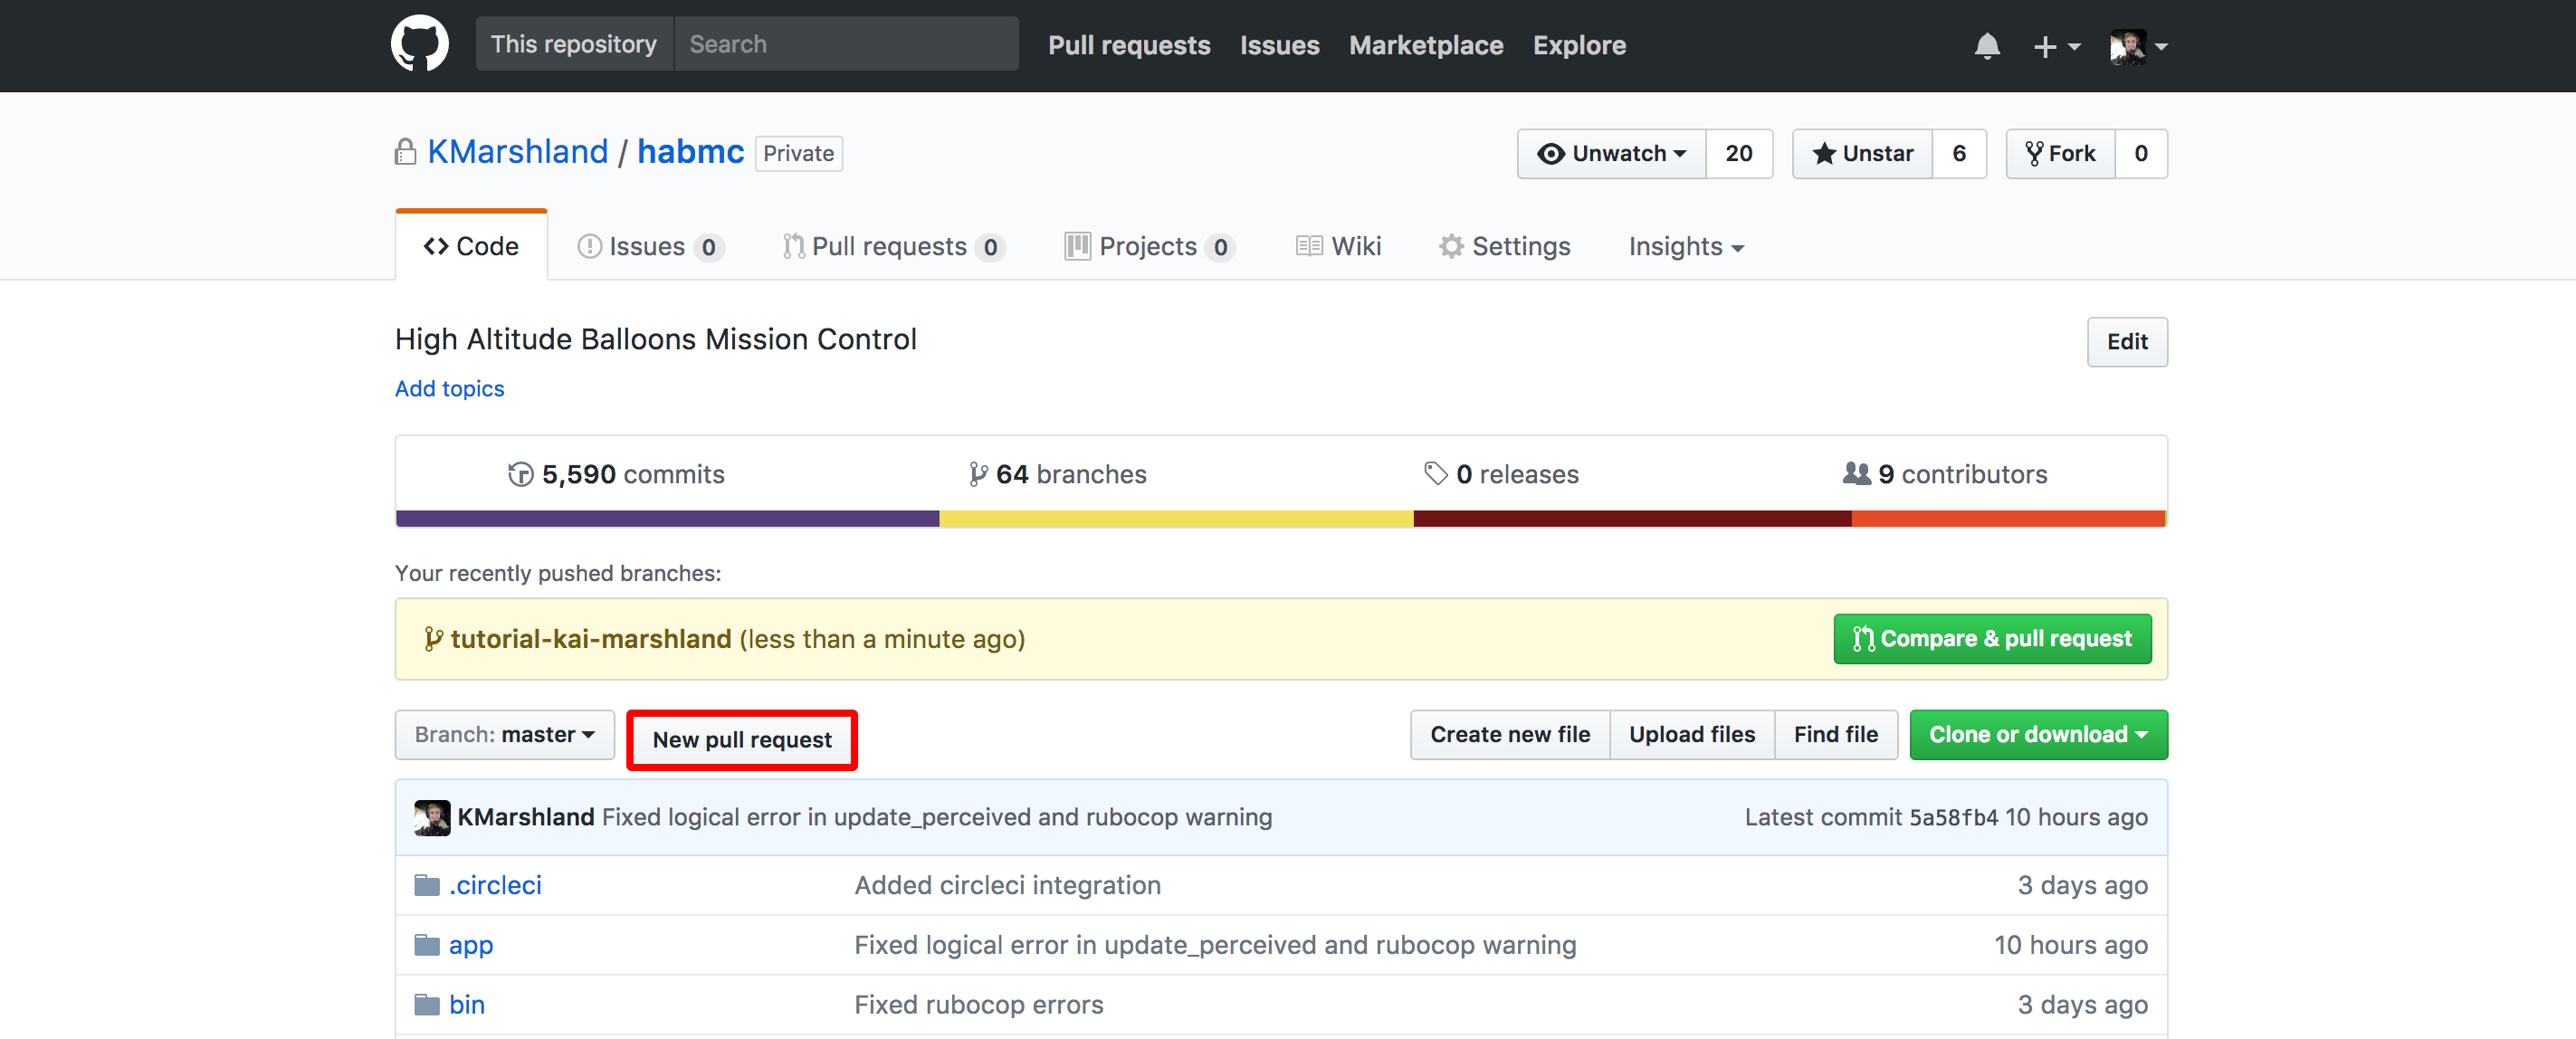 This repository Search Pull requests Issues Marketplace Explore
KMarshland / habmc Private Unwatch 20 Unstar 6 Fork 0
Code Issues 0 Pull requests 0 Projects 0 Wiki Settings Insights
High Altitude Balloons Mission Control Edit
Add topics
5,590 commits 64 branches 0 releases 9 contributors
Your recently pushed branches:
tutorial-kai-marshland (less than a minute ago) Compare & pull request
Branch: master New pull request Create new file Upload files Find file Clone or download
KMarshland Fixed logical error in update_perceived and rubocop warning Latest commit 5a58fb4 10 hours ago
.circleci Added circleci integration 3 days ago
app Fixed logical error in update_perceived and rubocop warning 10 hours ago
bin Fixed rubocop errors 3 days ago